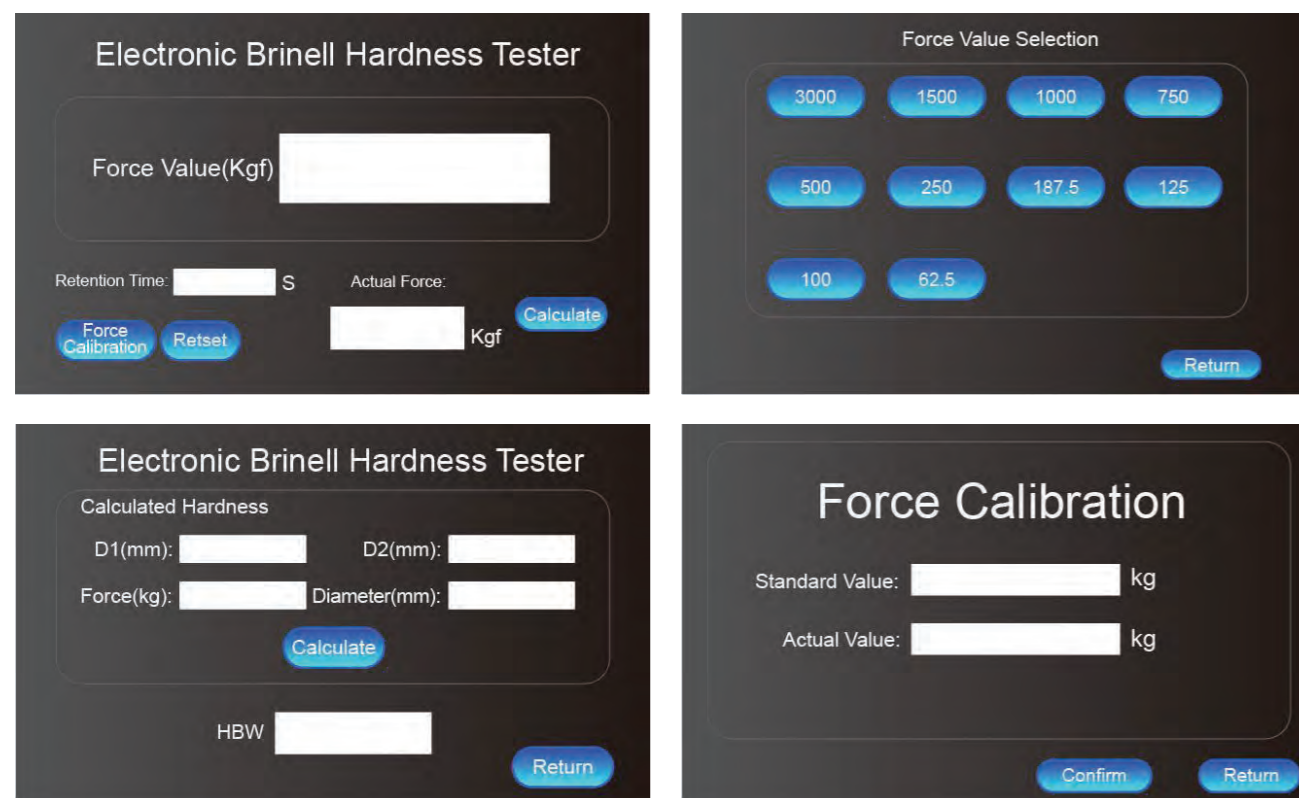 Electronic Brinell Hardness Tester
Force Value(Kgf)
Retention Time: S
Actual Force:
Kgf
Calculate
Force
Calibration
Retset
Force Value Selection
3000 1500 1000 750
500 250 187.5 125
100 62.5
Return
Electronic Brinell Hardness Tester
Calculated Hardness
D1(mm): D2(mm):
Force(kg): Diameter(mm):
Calculate
HBW
Return
Force Calibration
Standard Value: kg
Actual Value: kg
Confirm Return